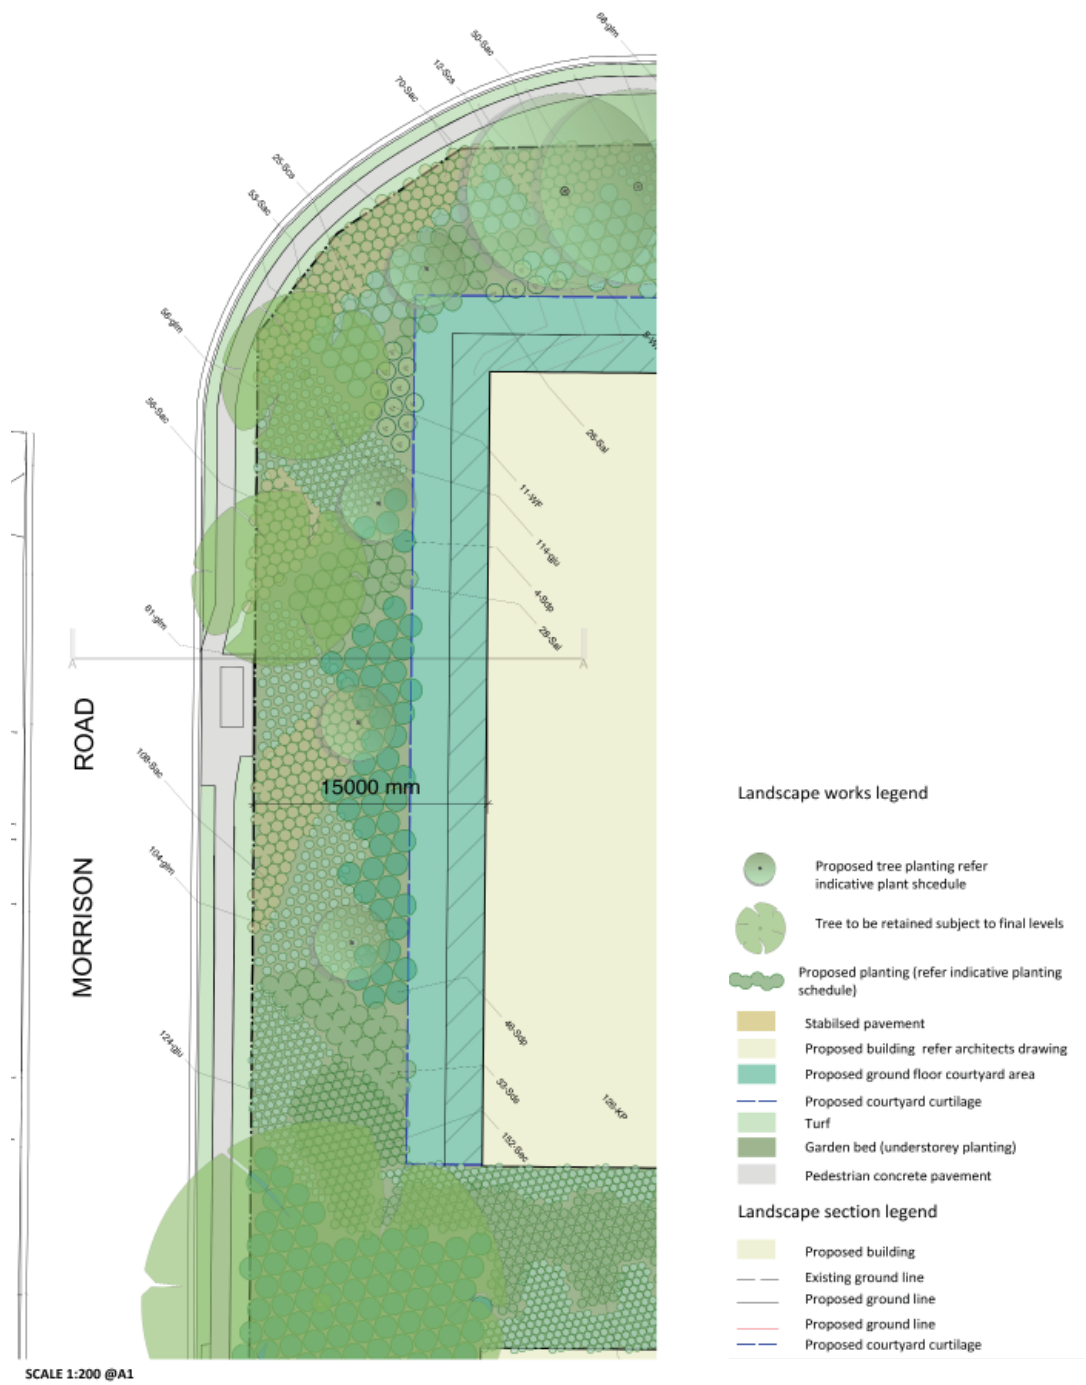 68-glm
50-Sac
12-Scs
70-Sac
25-Scs
53-Sac
56-glm
56-Sac
26-Sal
11-WF
114-glu
4-Sdp
28-Sal
61-glm
ROAD
15000 mm
108-Sac
104-glm
MORRISON
48-Sdp
124-glu
33-Sds
126-KP
152-Sac
A
A
Landscape works legend
Proposed tree planting refer
indicative plant shcedule
Tree to be retained subject to final levels
Proposed planting (refer indicative planting
schedule)
Stabilsed pavement
Proposed building refer architects drawing
Proposed ground floor courtyard area
Proposed courtyard curtilage
Turf
Garden bed (understorey planting)
Pedestrian concrete pavement
Landscape section legend
Proposed building
Existing ground line
Proposed ground line
Proposed ground line
Proposed courtyard curtilage
SCALE 1:200 @A1